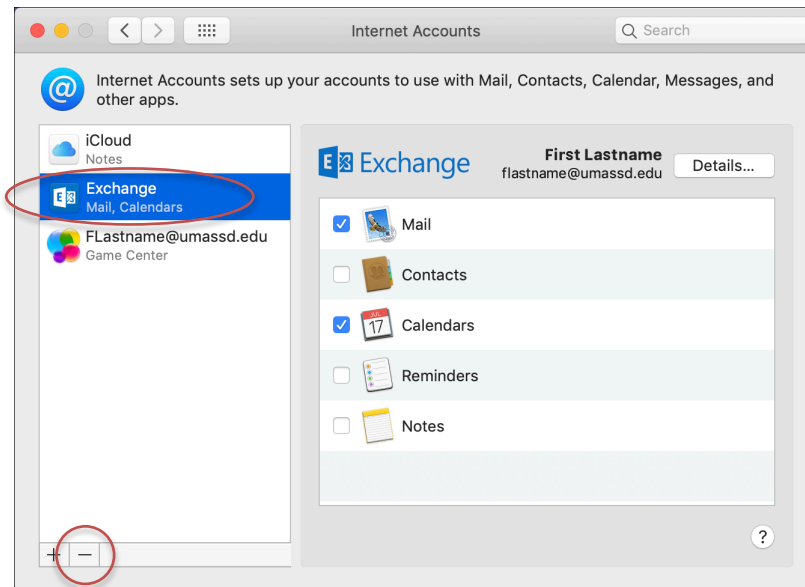 Internet Accounts
Search
Internet Accounts sets up your accounts to use with Mail, Contacts, Calendar, Messages, and
other apps.
iCloud
Notes
Exchange
Mail, Calendars
FLastname@umassd.edu
Game Center
E Exchange
First Lastname
flastname@umassd.edu
Details...
Mail
Contacts
JUL
17
Calendars
Reminders
Notes
+ −
?